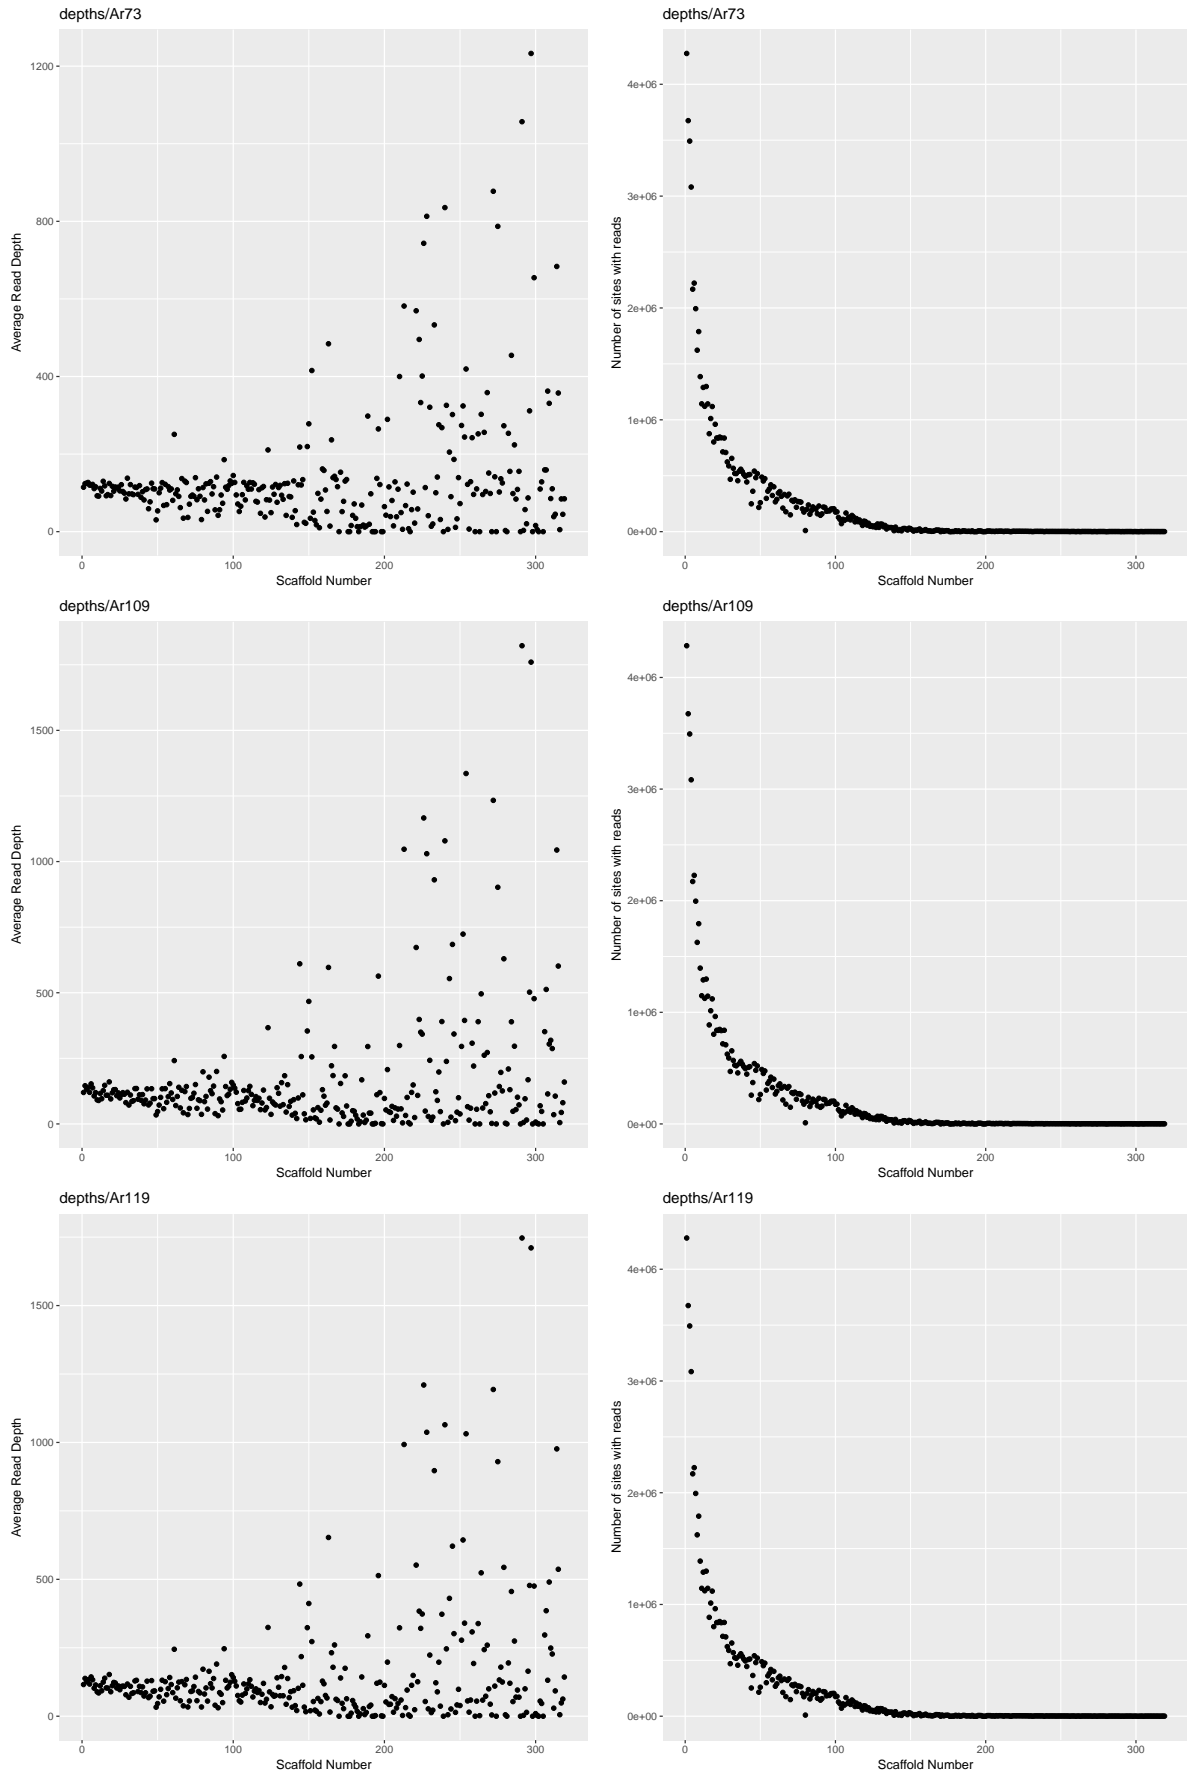 depths/Ar73
Average Read Depth
1200
800
400
0
0
100
200
300
Scaffold Number
depths/Ar73
Number of sites with reads
4e+06
3e+06
2e+06
1e+06
0e+00
0
100
200
300
Scaffold Number
depths/Ar109
Average Read Depth
1500
1000
500
0
0
100
200
300
Scaffold Number
depths/Ar109
Number of sites with reads
4e+06
3e+06
2e+06
1e+06
0e+00
0
100
200
300
Scaffold Number
depths/Ar119
Average Read Depth
1500
1000
500
0
0
100
200
300
Scaffold Number
depths/Ar119
Number of sites with reads
4e+06
3e+06
2e+06
1e+06
0e+00
0
100
200
300
Scaffold Number